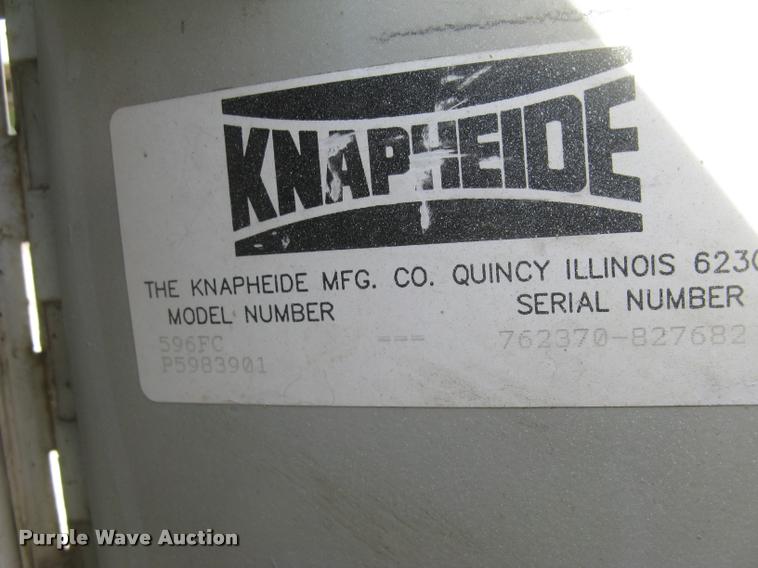 KNAPHEIDE
THE KNAPHEIDE MFG. CO. QUINCY ILLINOIS 623
MODEL NUMBER SERIAL NUMBER
596FC --- 762370-827682
P5983901
Purple Wave Auction